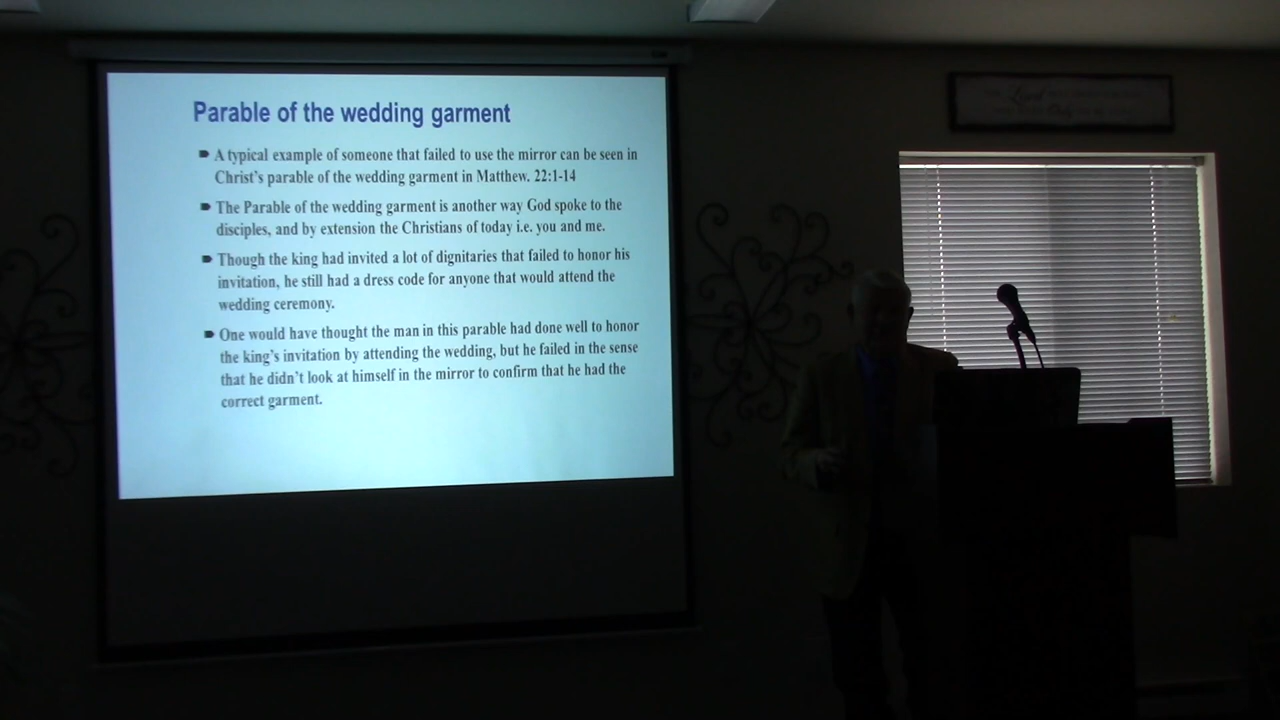 Parable of the wedding garment
A typical example of someone that failed to use the mirror can be seen in
Christ's parable of the wedding garment in Matthew. 22:1-14
The Parable of the wedding garment is another way God spoke to the
disciples, and by extension the Christians of today i.e. you and me.
Though the king had invited a lot of dignitaries that failed to honor his
invitation, he still had a dress code for anyone that would attend the
wedding ceremony.
One would have thought the man in this parable had done well to honor
the king's invitation by attending the wedding, but he failed in the sense
that he didn't look at himself in the mirror to confirm that he had the
correct garment.
Lord